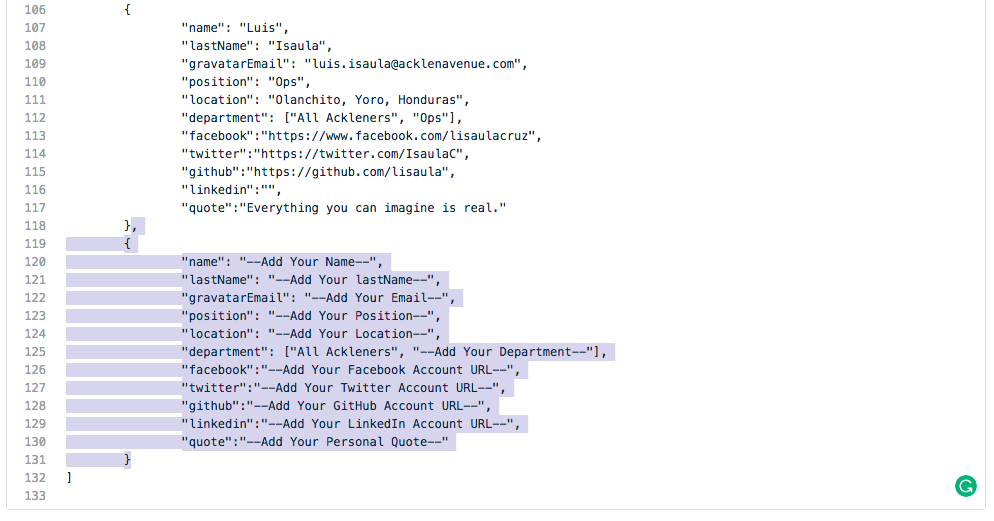 106 {
107 "name": "Luis",
108 "lastName": "Isaula",
109 "gravatarEmail": "luis.isaula@acklenavenue.com",
110 "position": "Ops",
111 "location": "Olanchito, Yoro, Honduras",
112 "department": ["All Ackleners", "Ops"],
113 "facebook":"https://www.facebook.com/lisaulacruz",
114 "twitter":"https://twitter.com/IsaulaC",
115 "github":"https://github.com/lisaula",
116 "linkedin":"",
117 "quote":"Everything you can imagine is real."
118 },
119 {
120 "name": "--Add Your Name--",
121 "lastName": "--Add Your lastName--",
122 "gravatarEmail": "--Add Your Email--",
123 "position": "--Add Your Position--",
124 "location": "--Add Your Location--",
125 "department": ["All Ackleners", "--Add Your Department--"],
126 "facebook":"--Add Your Facebook Account URL--",
127 "twitter":"--Add Your Twitter Account URL--",
128 "github":"--Add Your GitHub Account URL--",
129 "linkedin":"--Add Your LinkedIn Account URL--",
130 "quote":"--Add Your Personal Quote--"
131 }
132 ]
133